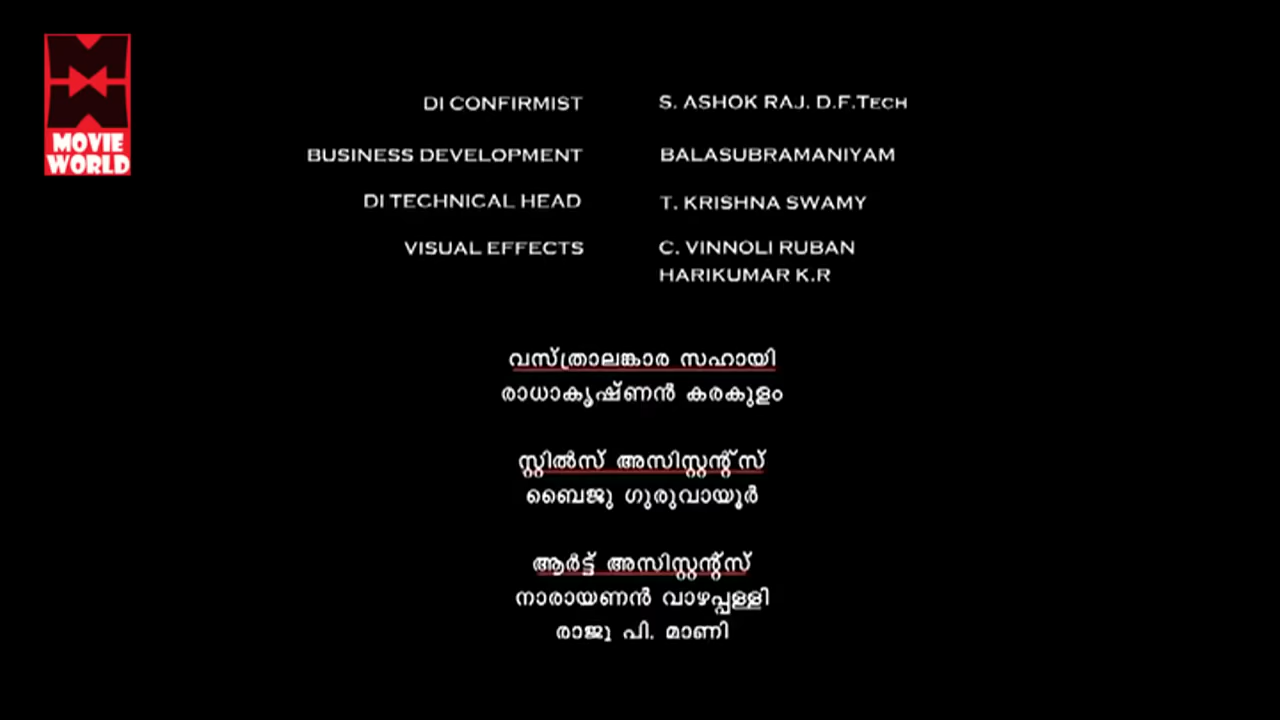 MOVIE
WORLD
DI CONFIRMIST S. ASHOK RAJ. D.F.TECH
BUSINESS DEVELOPMENT BALASUBRAMANIYAM
DI TECHNICAL HEAD T. KRISHNA SWAMY
VISUAL EFFECTS C. VINNOLI RUBAN
HARIKUMAR K.R
വസ്ത്രാലങ്കാര സഹായി
രാധാകൃഷ്ണൻ കരകുളം
സ്റ്റിൽസ് അസിസ്റ്റന്റ്സ്
ബൈജു ഗുരുവായൂർ
ആർട്ട് അസിസ്റ്റന്റ്സ്
നാരായണൻ വാഴപ്പള്ളി
രാജു പി. മാണി